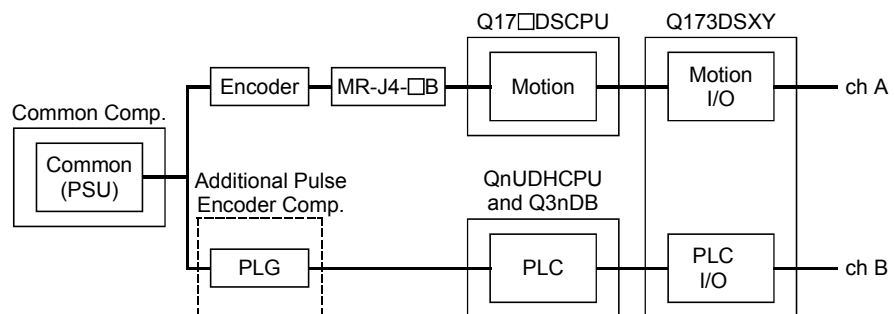 Q17□DSCPU
Q173DSXY
Encoder
MR-J4-□B
Motion
Motion
I/O
ch A
Common Comp.
Common
(PSU)
Additional Pulse
Encoder Comp.
QnUDHCPU
and Q3nDB
PLG
PLC
PLC
I/O
ch B